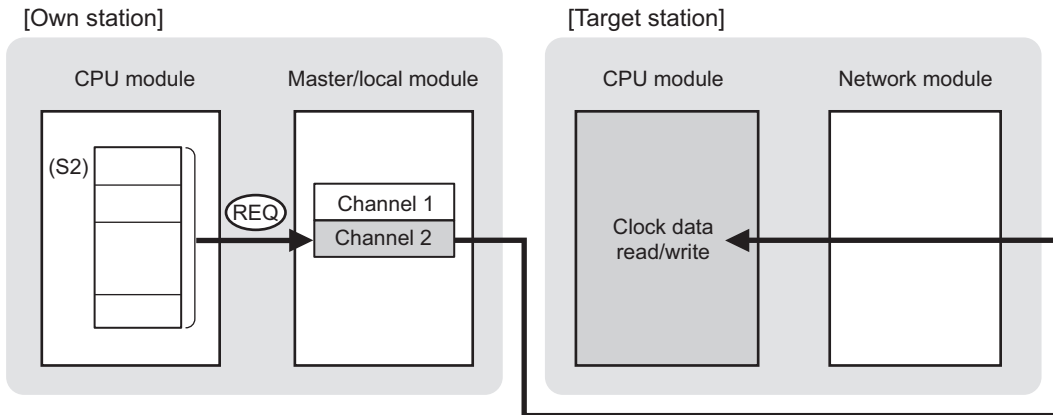 [Own station]
[Target station]
CPU module
Master/local module
CPU module
Network module
(S2)
REQ
Channel 1
Channel 2
Clock data
read/write